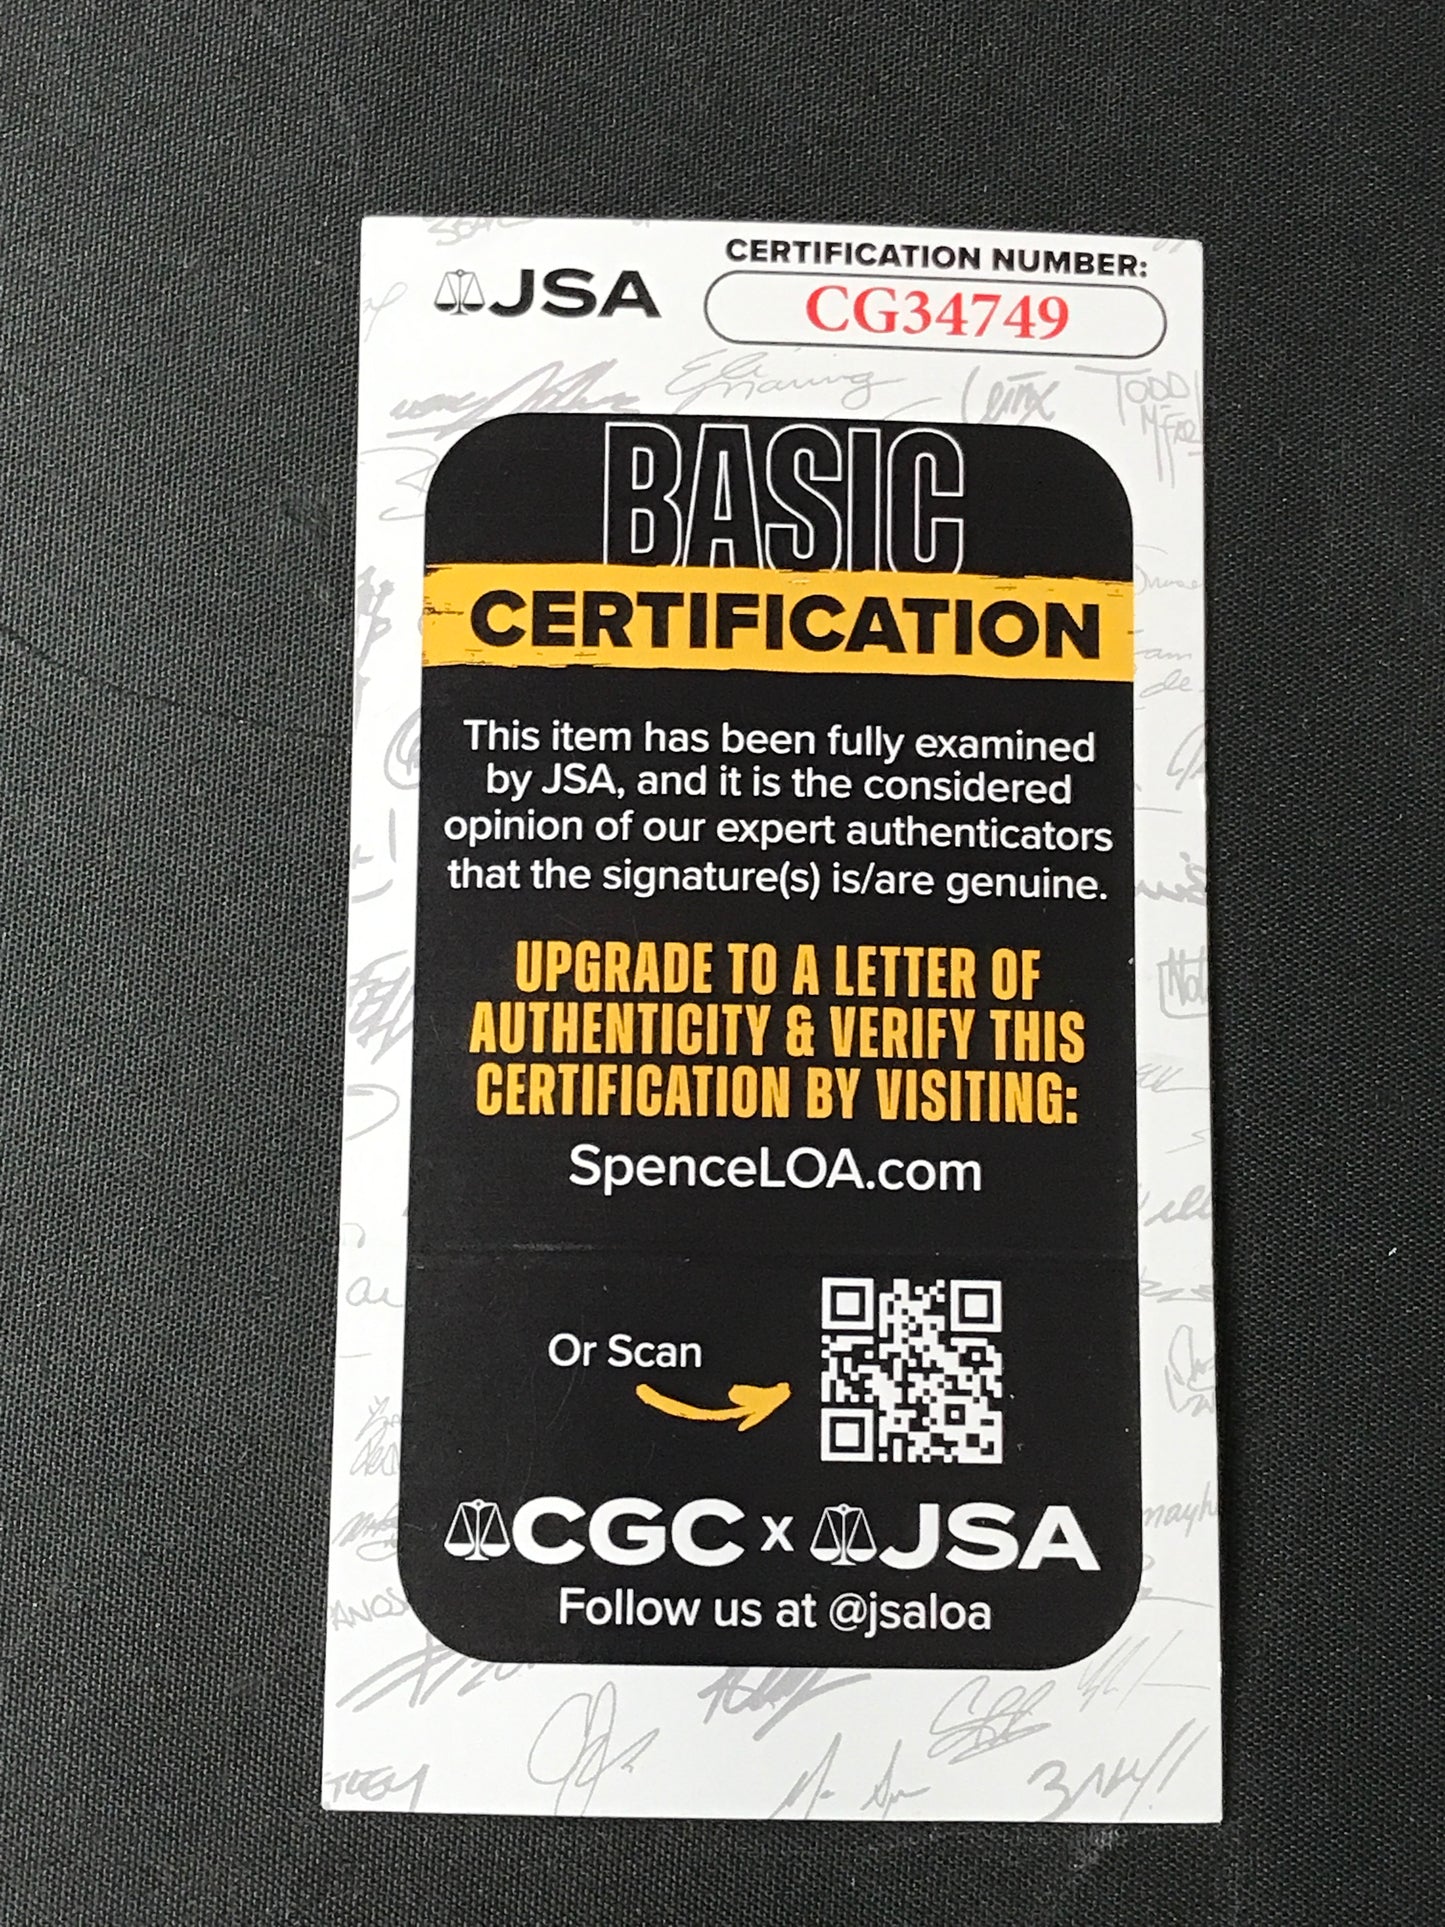 JSA
CERTIFICATION NUMBER:
CG34749
BASIC
CERTIFICATION
This item has been fully examined
by JSA, and it is the considered
opinion of our expert authenticators
that the signature(s) is/are genuine.
UPGRADE TO A LETTER OF
AUTHENTICITY & VERIFY THIS
CERTIFICATION BY VISITING:
SpenceLOA.com
Or Scan
CGC x JSA
Follow us at @jsaloa